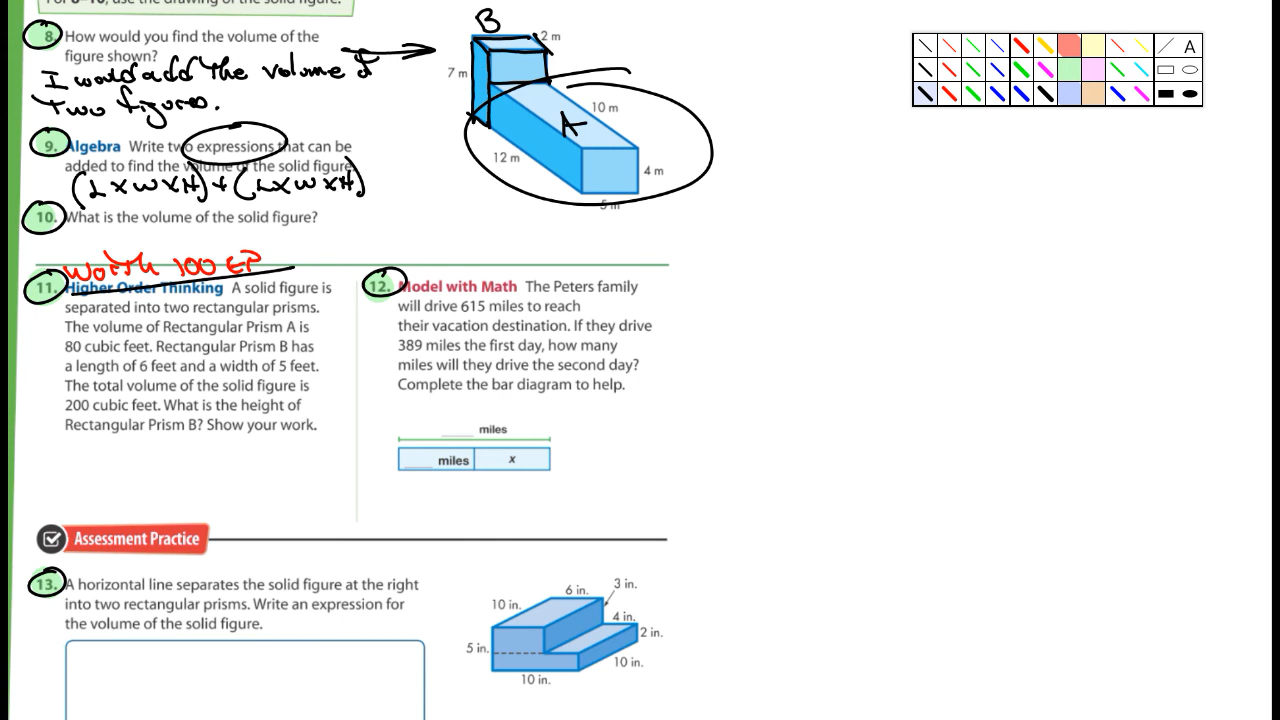 For 8–10, use the drawing of the solid figure.
8. How would you find the volume of the
figure shown?
I would add the volume of
two figures.
9. Algebra Write two expressions that can be
added to find the volume of the solid figure.
(L x W x H) + (L x W x H)
10. What is the volume of the solid figure?
B
2 m
7 m
10 m
A
12 m
4 m
5 m
Worth 100 EP
11. Higher Order Thinking A solid figure is
separated into two rectangular prisms.
The volume of Rectangular Prism A is
80 cubic feet. Rectangular Prism B has
a length of 6 feet and a width of 5 feet.
The total volume of the solid figure is
200 cubic feet. What is the height of
Rectangular Prism B? Show your work.
12. Model with Math The Peters family
will drive 615 miles to reach
their vacation destination. If they drive
389 miles the first day, how many
miles will they drive the second day?
Complete the bar diagram to help.
____ miles
____ miles x
Assessment Practice
13. A horizontal line separates the solid figure at the right
into two rectangular prisms. Write an expression for
the volume of the solid figure.
6 in.
3 in.
10 in.
4 in.
2 in.
5 in.
10 in.
10 in.
A